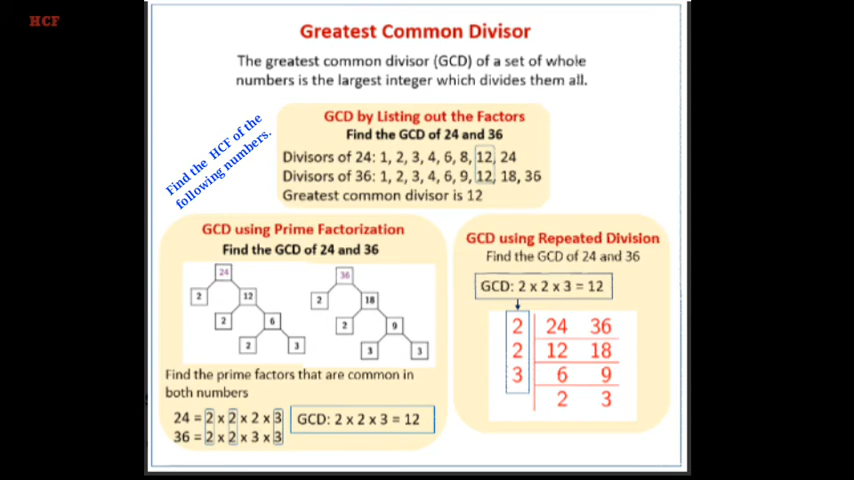 HCF
Greatest Common Divisor
The greatest common divisor (GCD) of a set of whole
numbers is the largest integer which divides them all.
Find the HCF of the
following numbers.
GCD by Listing out the Factors
Find the GCD of 24 and 36
Divisors of 24: 1, 2, 3, 4, 6, 8, 12, 24
Divisors of 36: 1, 2, 3, 4, 6, 9, 12, 18, 36
Greatest common divisor is 12
GCD using Prime Factorization
Find the GCD of 24 and 36
24 36
2 12 2 18
2 6 2 9
2 3 3 3
Find the prime factors that are common in
both numbers
24 = 2 x 2 x 2 x 3
36 = 2 x 2 x 3 x 3
GCD: 2 x 2 x 3 = 12
GCD using Repeated Division
Find the GCD of 24 and 36
GCD: 2 x 2 x 3 = 12
2 24 36
2 12 18
3 6 9
2 3